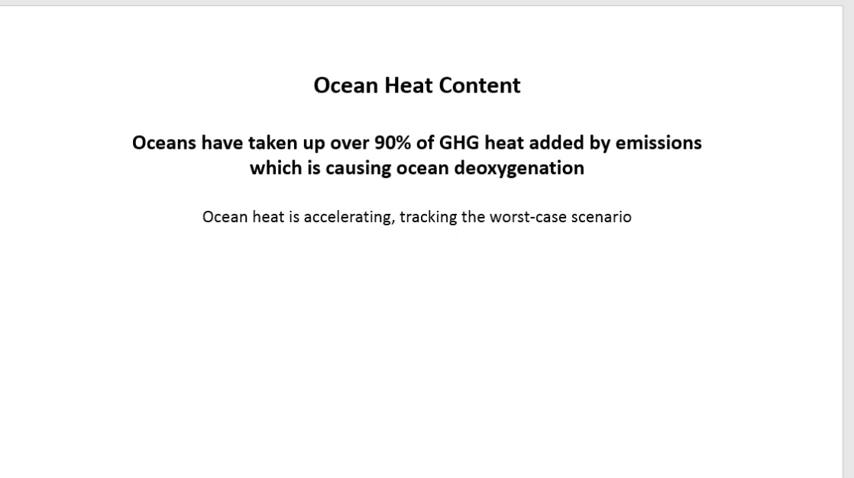 Ocean Heat Content
Oceans have taken up over 90% of GHG heat added by emissions
which is causing ocean deoxygenation
Ocean heat is accelerating, tracking the worst-case scenario